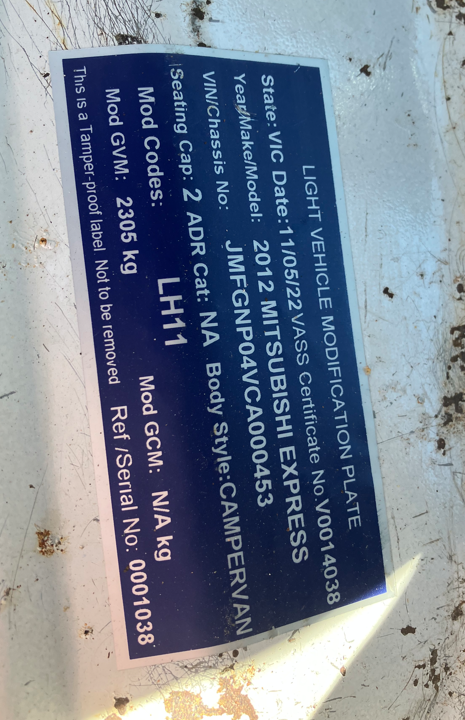 LIGHT VEHICLE MODIFICATION PLATE
State: VIC Date:11/05/22 VASS Certificate No.V0014038
Year/Make/Model: 2012 MITSUBISHI EXPRESS
VIN/Chassis No: JMFGNP04VCA000453
Seating Cap: 2 ADR Cat: NA Body Style:CAMPERVAN
Mod Codes: LH11
Mod GVM: 2305 kg Mod GCM: N/A kg
This is a Tamper-proof label Not to be removed Ref /Serial No: 0001038